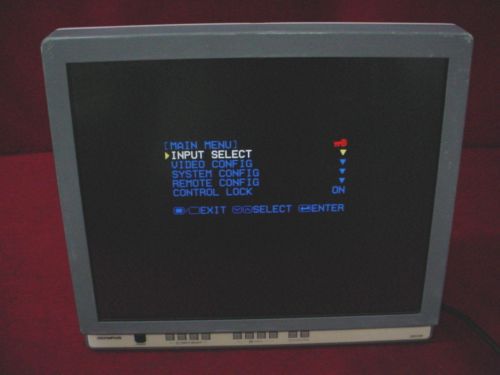 [MAIN MENU]
INPUT SELECT
VIDEO CONFIG
SYSTEM CONFIG
REMOTE CONFIG
CONTROL LOCK ON
/ EXIT SELECT ENTER
OLYMPUS